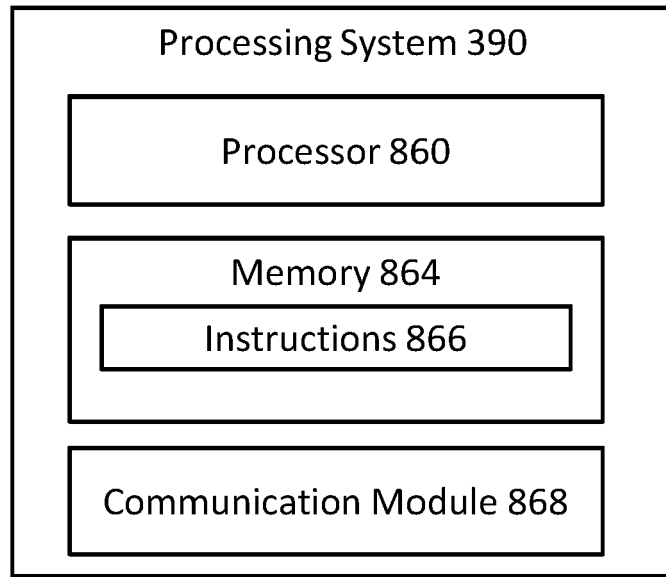 Processing System 390
Processor 860
Memory 864
Instructions 866
Communication Module 868